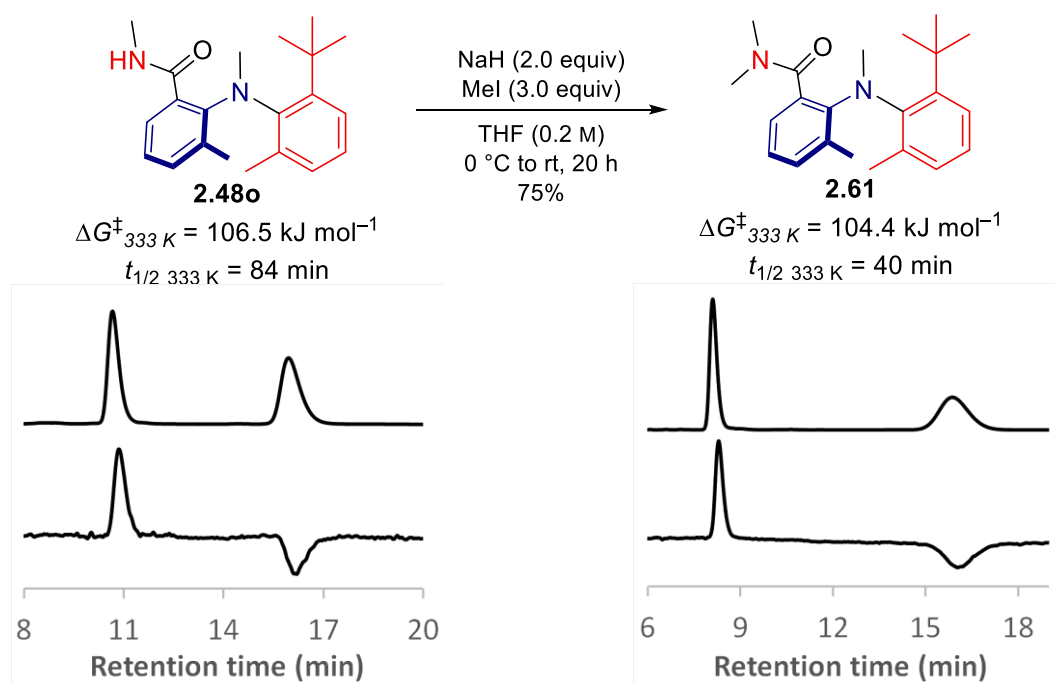 HN
O
N
NaH (2.0 equiv)
MeI (3.0 equiv)
THF (0.2 M)
0 °C to rt, 20 h
75%
N
O
N
2.48o
2.61
ΔG‡333 K = 106.5 kJ mol–1
t1/2 333 K = 84 min
ΔG‡333 K = 104.4 kJ mol–1
t1/2 333 K = 40 min
8 11 14 17 20
Retention time (min)
6 9 12 15 18
Retention time (min)